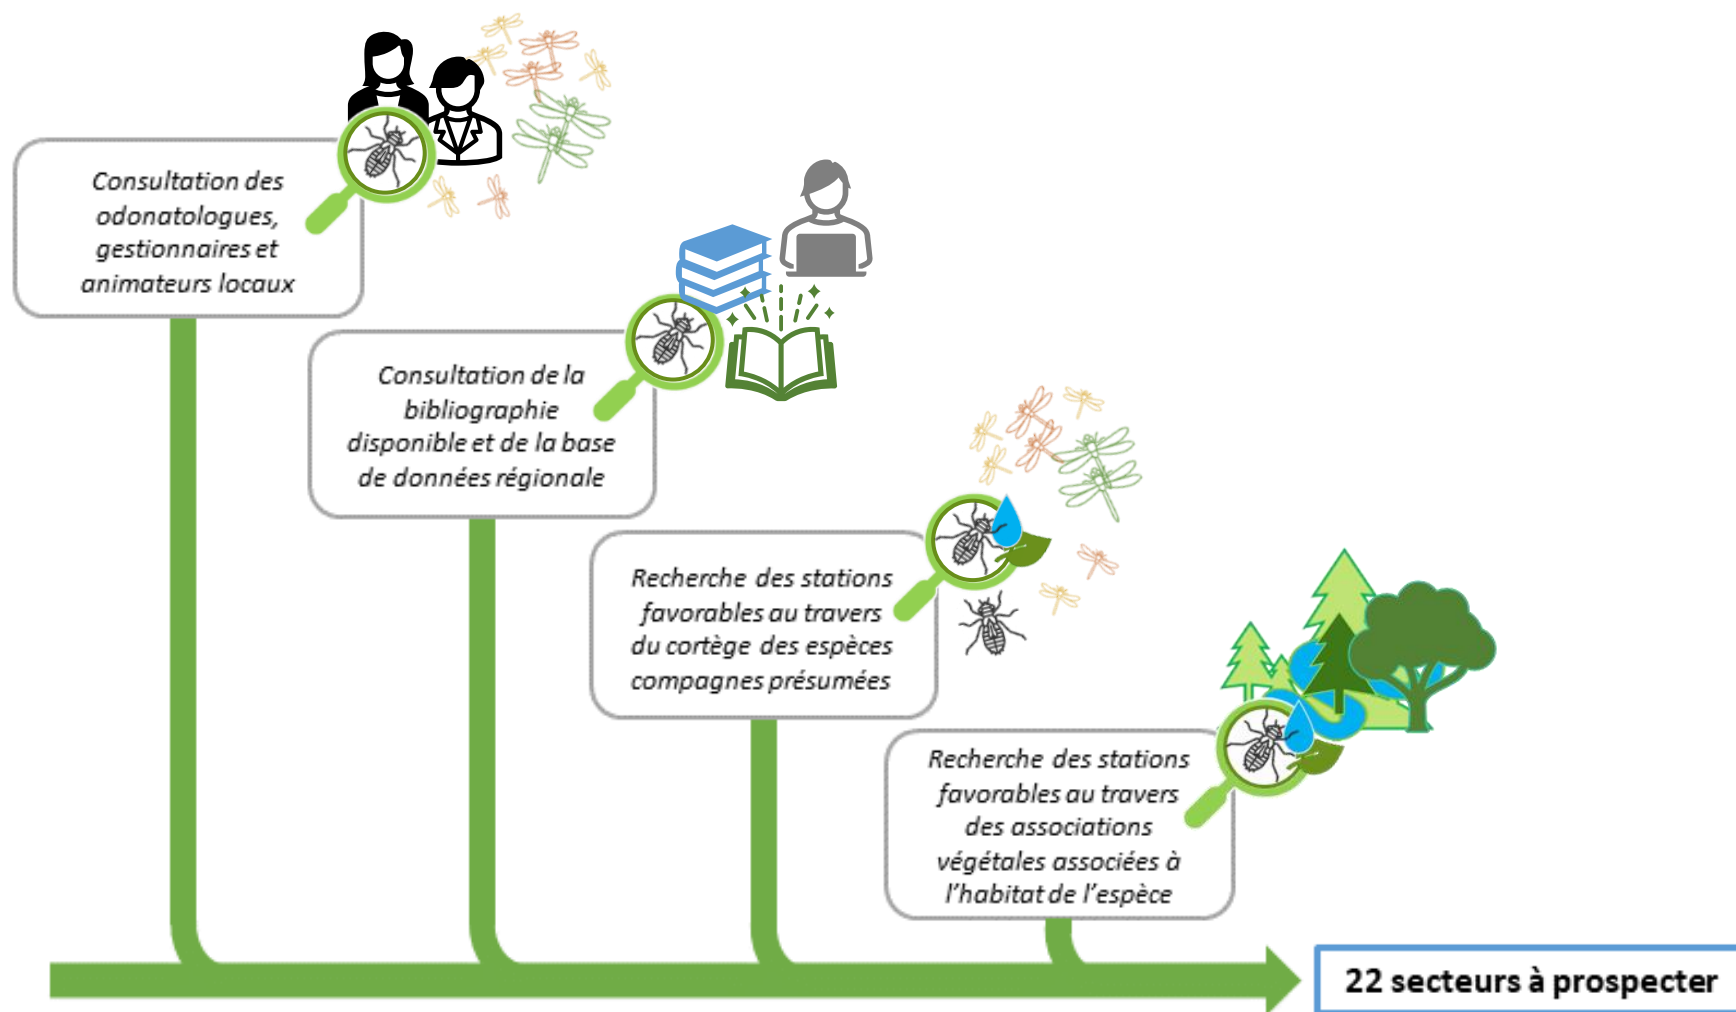 Consultation des
odonatologues,
gestionnaires et
animateurs locaux
Consultation de la
bibliographie
disponible et de la base
de données régionale
Recherche des stations
favorables au travers
du cortège des espèces
compagnes présumées
Recherche des stations
favorables au travers
des associations
végétales associées à
l'habitat de l'espèce
22 secteurs à prospecter